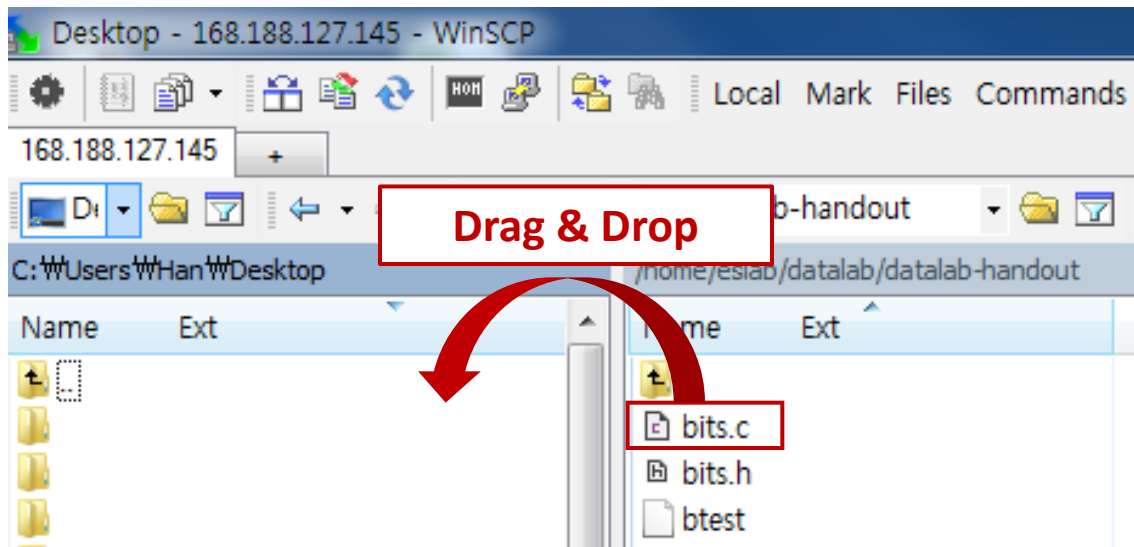 Desktop - 168.188.127.145 - WinSCP
Local Mark Files Commands
168.188.127.145 +
Drag & Drop
b-handout
C:₩Users₩Han₩Desktop
/home/eslab/datalab/datalab-handout
Name Ext
Ext
..
bits.c
bits.h
btest